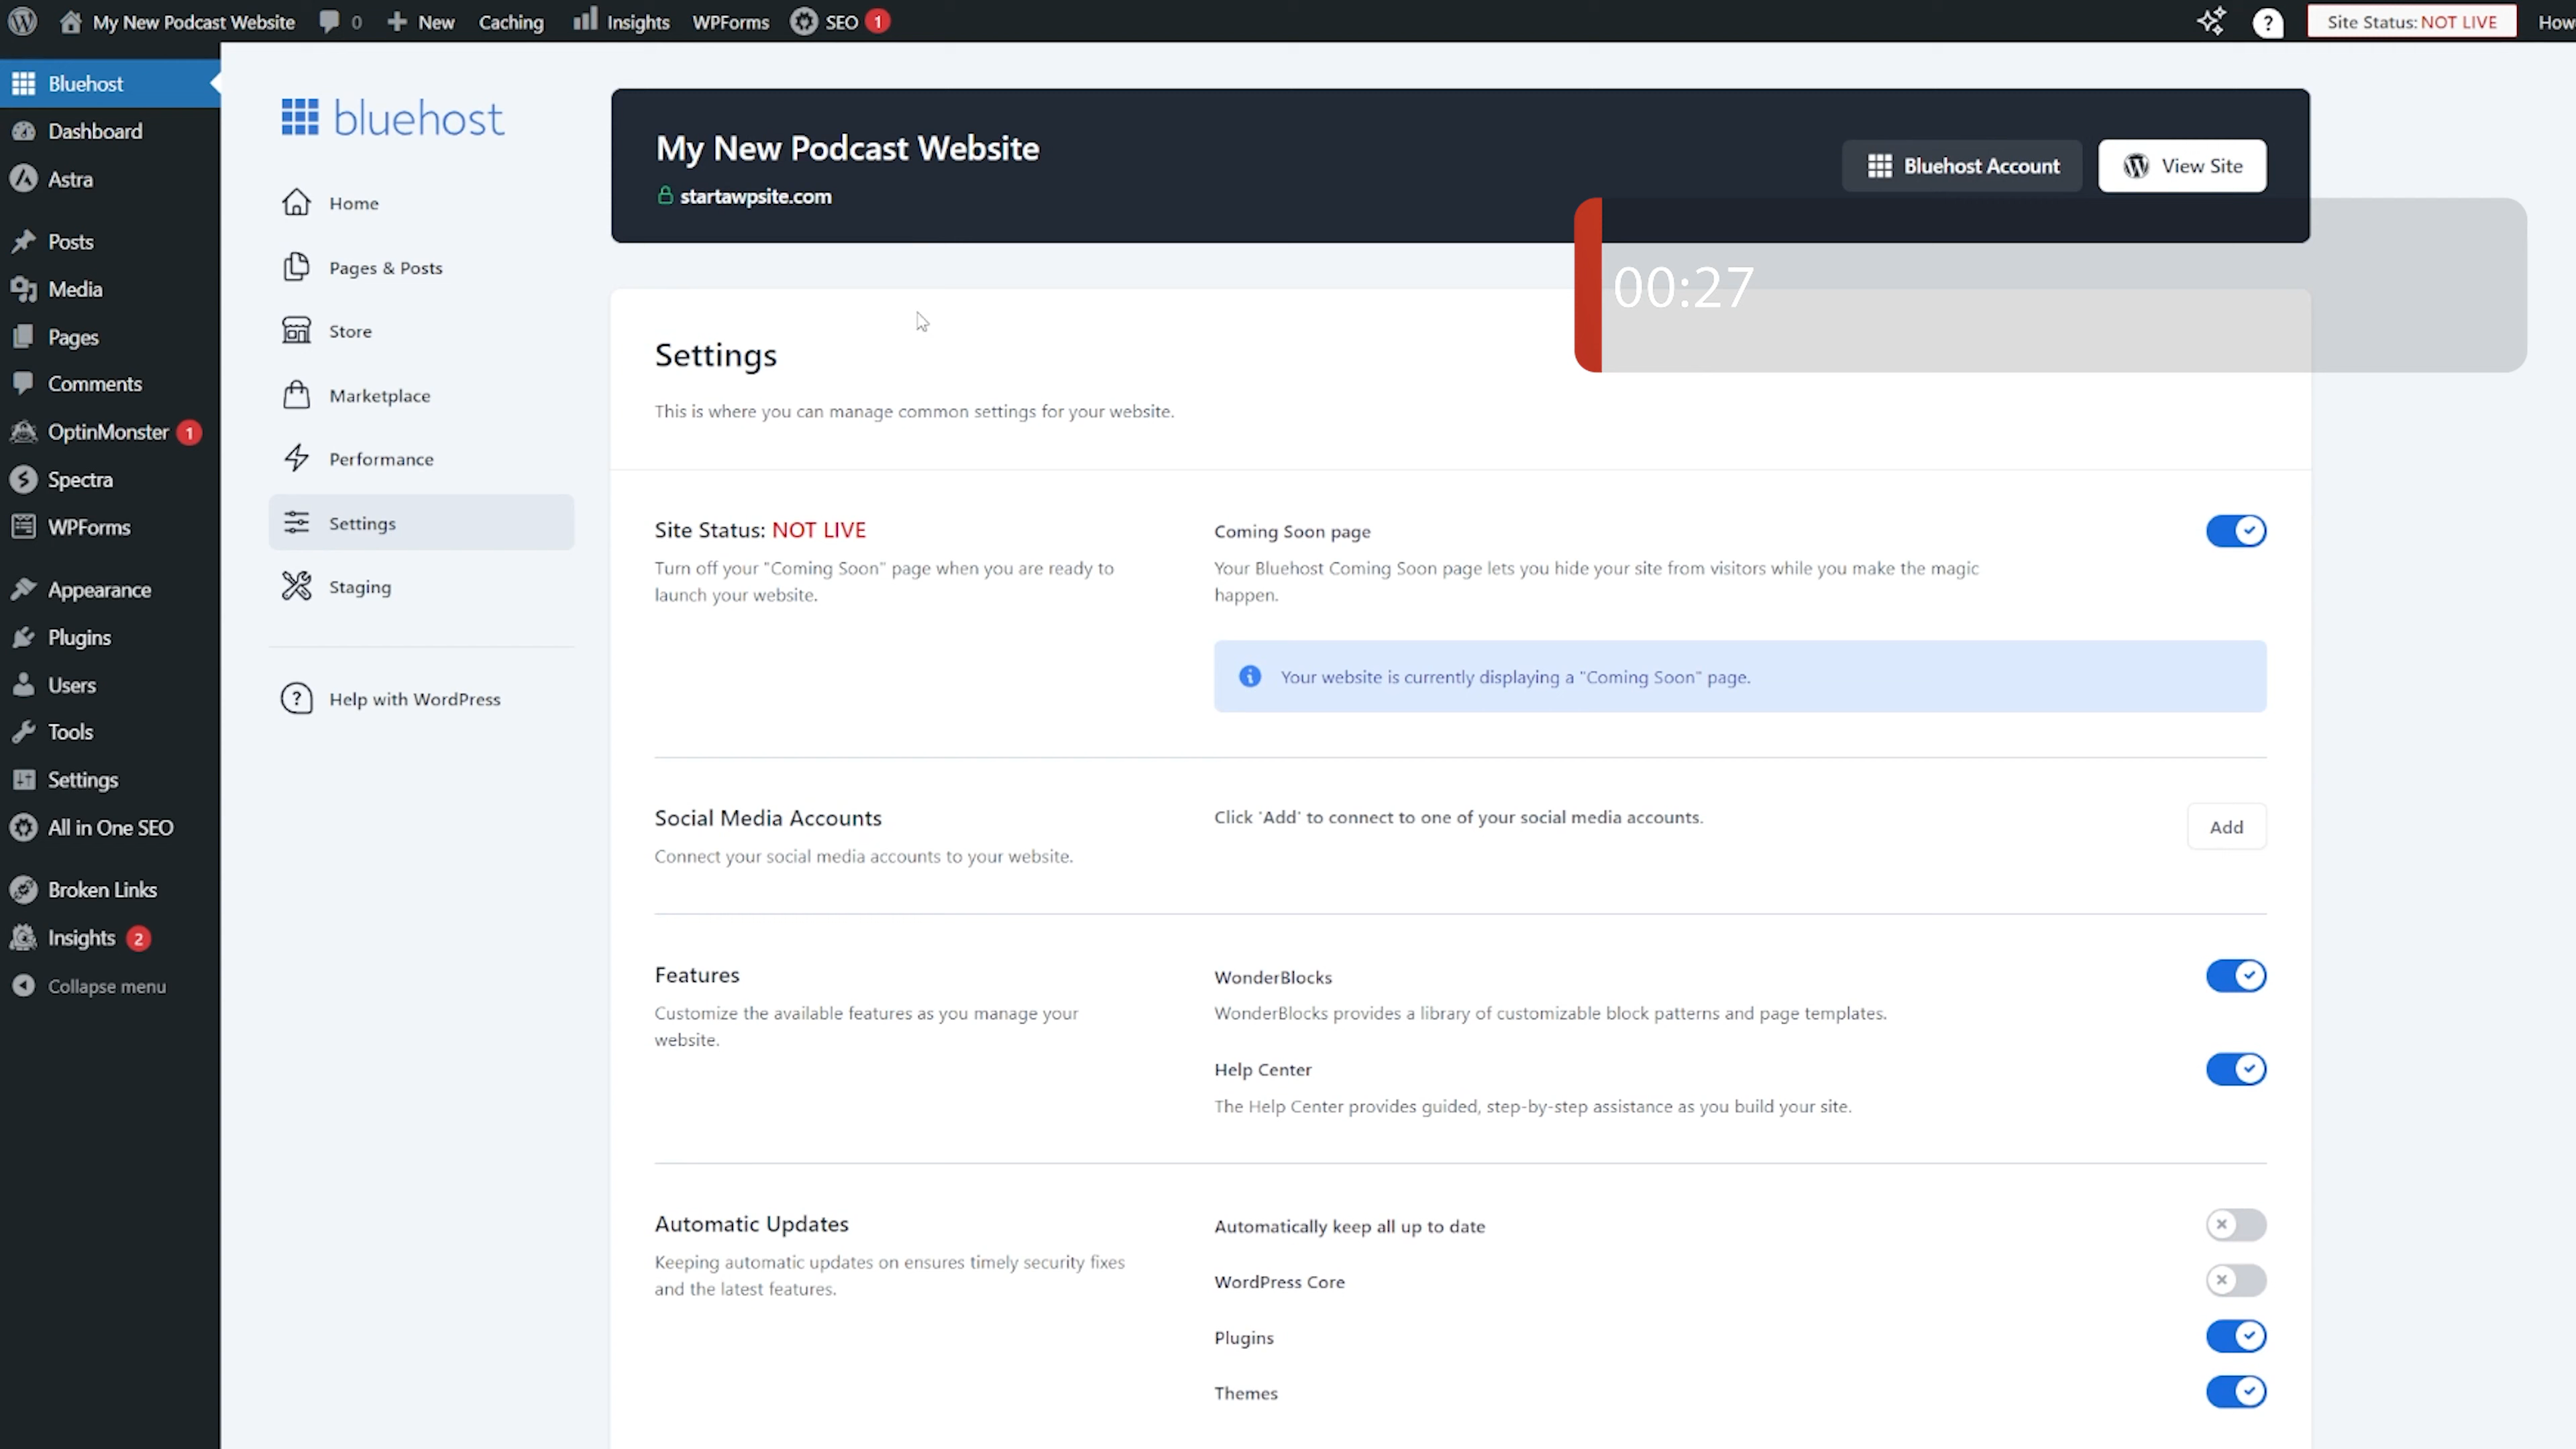 My New Podcast Website 0 New Caching Insights WPForms SEO 1 ? Site Status: NOT LIVE How
Bluehost
Dashboard
Astra
Posts
Media
Pages
Comments
OptinMonster 1
Spectra
WPForms
Appearance
Plugins
Users
Tools
Settings
All in One SEO
Broken Links
Insights 2
Collapse menu
bluehost
Home
Pages & Posts
Store
Marketplace
Performance
Settings
Staging
Help with WordPress
My New Podcast Website
startawpsite.com
Bluehost Account
View Site
00:27
Settings
This is where you can manage common settings for your website.
Site Status: NOT LIVE
Turn off your "Coming Soon" page when you are ready to
launch your website.
Coming Soon page
Your Bluehost Coming Soon page lets you hide your site from visitors while you make the magic
happen.
Your website is currently displaying a "Coming Soon" page.
Social Media Accounts
Connect your social media accounts to your website.
Click 'Add' to connect to one of your social media accounts.
Add
Features
Customize the available features as you manage your
website.
WonderBlocks
WonderBlocks provides a library of customizable block patterns and page templates.
Help Center
The Help Center provides guided, step-by-step assistance as you build your site.
Automatic Updates
Keeping automatic updates on ensures timely security fixes
and the latest features.
Automatically keep all up to date
WordPress Core
Plugins
Themes